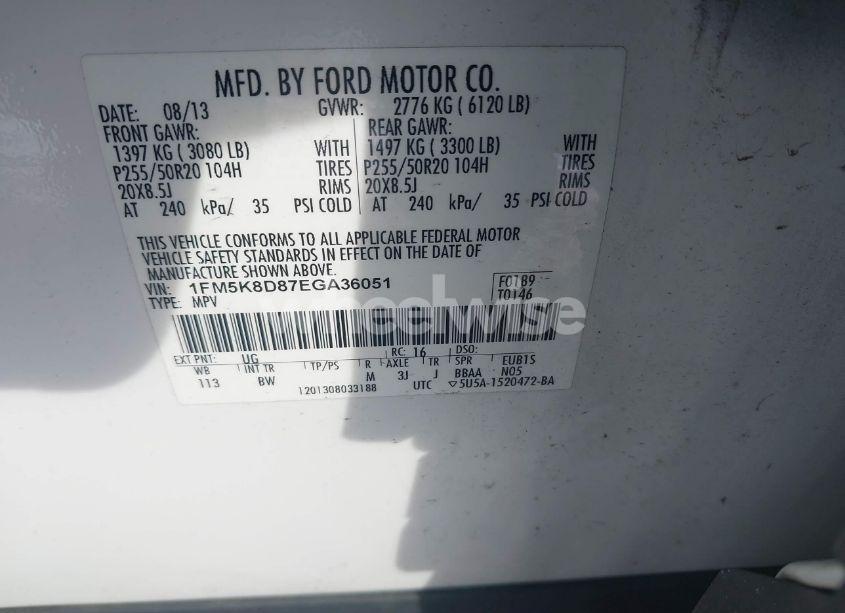 MFD. BY FORD MOTOR CO.
DATE: 08/13 GVWR: 2776 KG ( 6120 LB)
FRONT GAWR: REAR GAWR:
1397 KG ( 3080 LB) WITH 1497 KG ( 3300 LB) WITH
P255/50R20 104H TIRES P255/50R20 104H TIRES
20X8.5J RIMS 20X8.5J RIMS
AT 240 kPa/ 35 PSI COLD AT 240 kPa/ 35 PSI COLD
THIS VEHICLE CONFORMS TO ALL APPLICABLE FEDERAL MOTOR
VEHICLE SAFETY STANDARDS IN EFFECT ON THE DATE OF
MANUFACTURE SHOWN ABOVE.
VIN: 1FM5K8D87EGA36051 F0189
TYPE: MPV T0146
wheelwise
EXT PNT: UG RC: 16 DSO:
WB INT TR TP/PS R AXLE TR SPR EUB1S
113 BW M 3J J BBAA N05
1201308033188 UTC ▽5U5A-1520472-BA